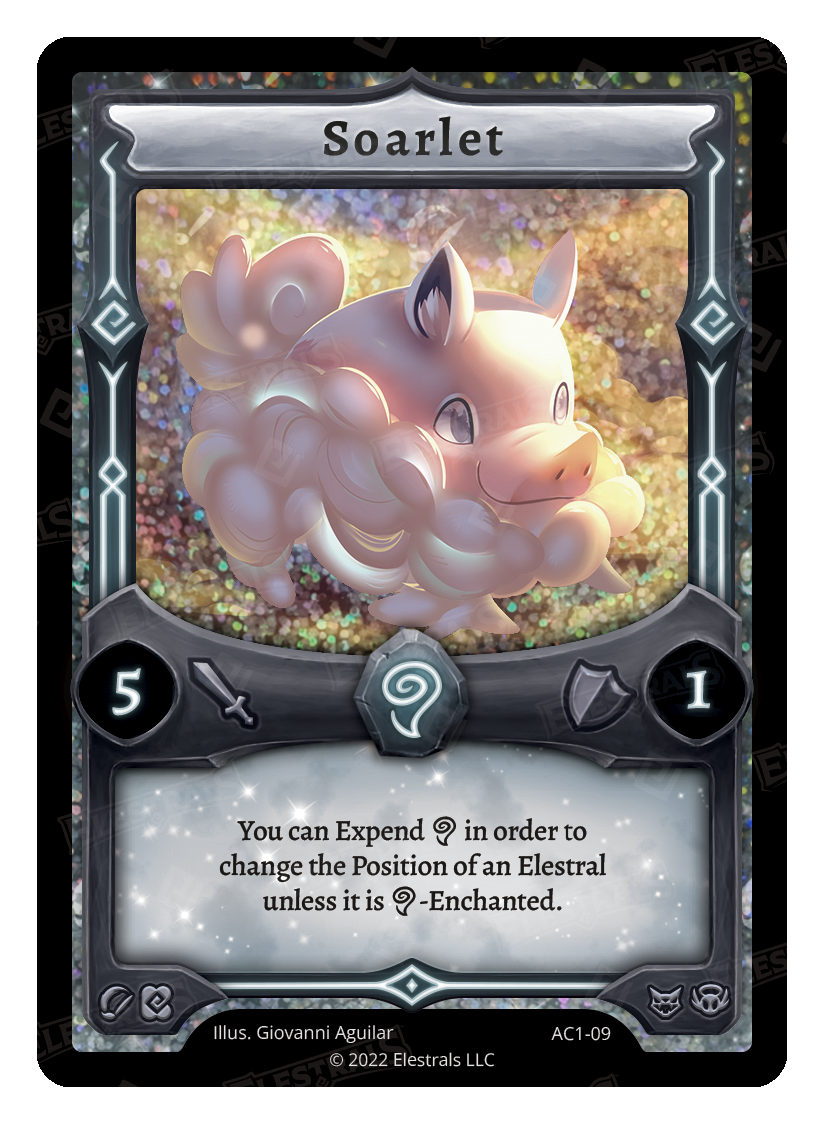 Soarlet
5
1
You can Expend in order to
change the Position of an Elestral
unless it is -Enchanted.
Illus. Giovanni Aguilar
AC1-09
© 2022 Elestrals LLC